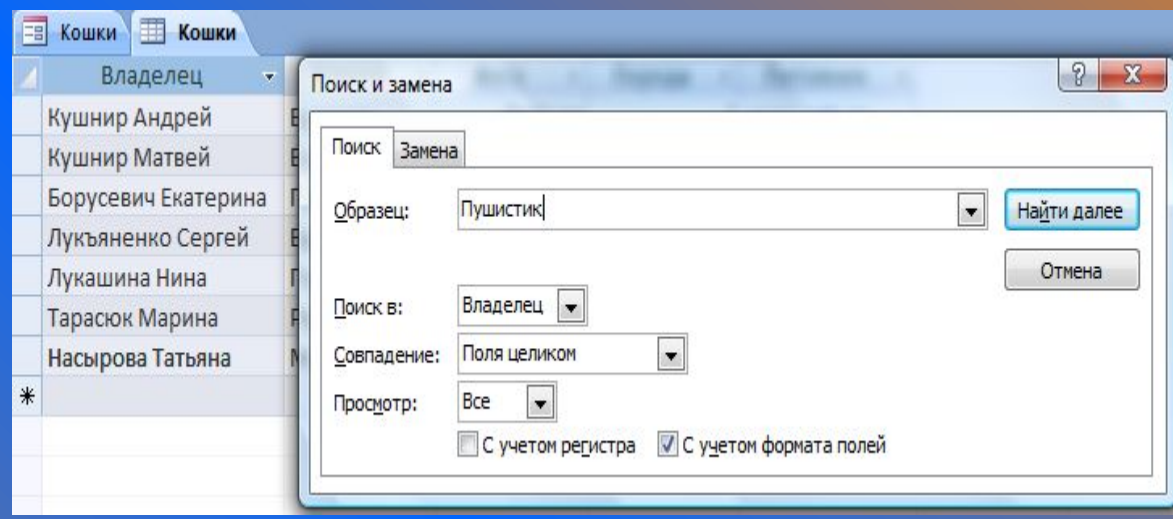 Кошки Кошки
Владелец
Кушнир Андрей
Кушнир Матвей
Борусевич Екатерина
Лукъяненко Сергей
Лукашина Нина
Тарасюк Марина
Насырова Татьяна
Поиск и замена
Поиск Замена
Образец: Пушистик Найти далее
Отмена
Поиск в: Владелец
Совпадение: Поля целиком
Просмотр: Все
С учетом регистра С учетом формата полей